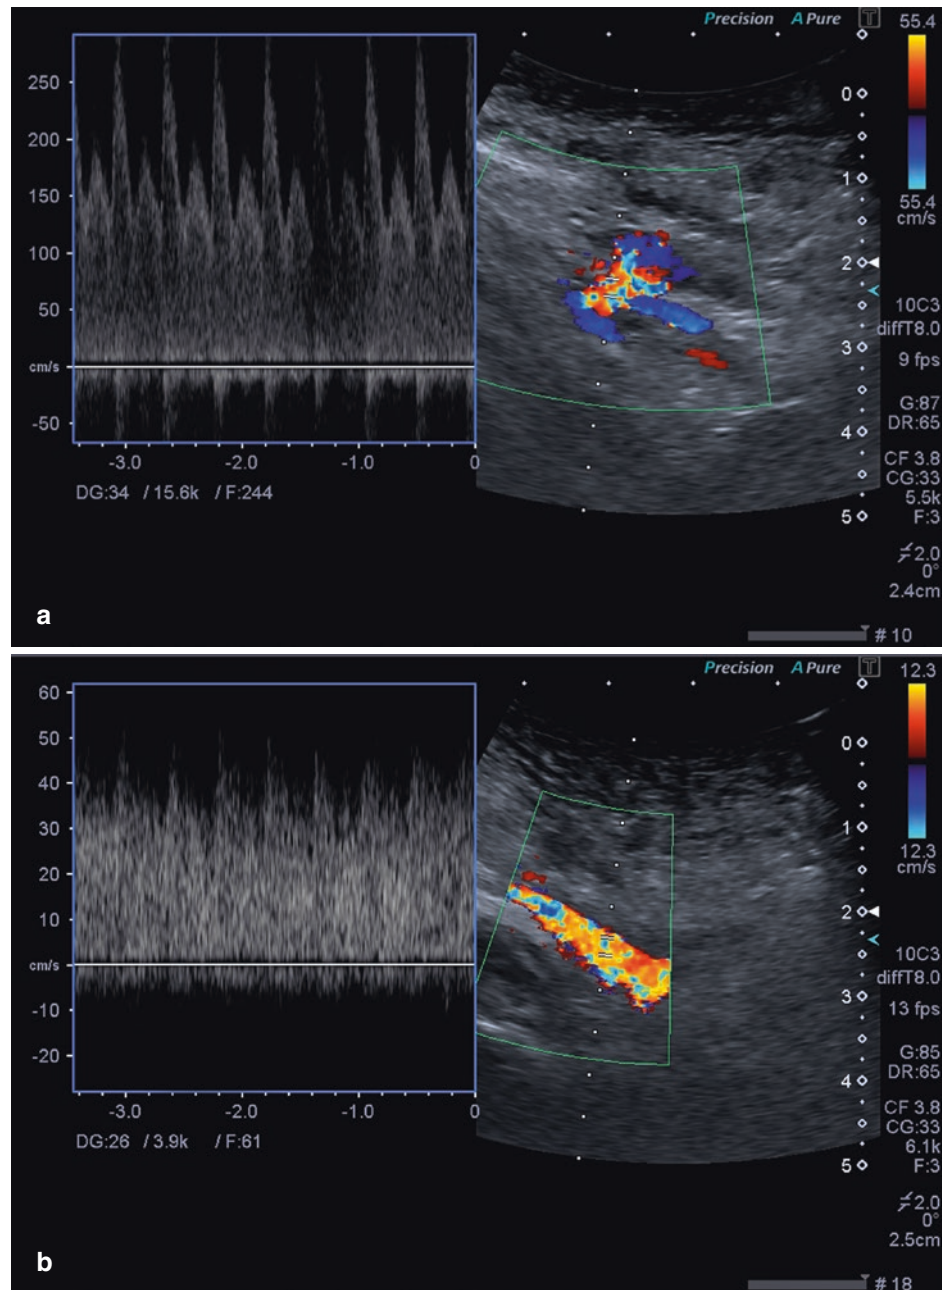 Precision A Pure T
55.4
250
200
150
100
50
cm/s
-50
-3.0 -2.0 -1.0 0
DG:34 / 15.6k / F:244
0
1
2
3
4
5
55.4
cm/s
10C3
diffT8.0
9 fps
G:87
DR:65
CF 3.8
CG:33
5.5k
F:3
2.0
0°
2.4cm
# 10
a
Precision A Pure T
12.3
60
50
40
30
20
10
cm/s
-10
-20
-3.0 -2.0 -1.0 0
DG:26 / 3.9k / F:61
0
1
2
3
4
5
12.3
cm/s
10C3
diffT8.0
13 fps
G:85
DR:65
CF 3.8
CG:33
6.1k
F:3
2.0
0°
2.5cm
# 18
b